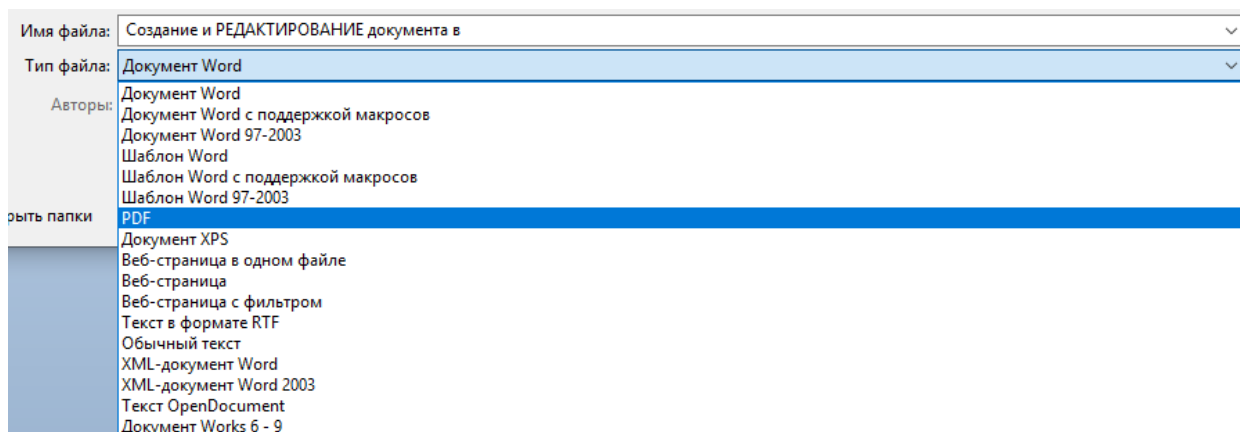 Имя файла: Создание и РЕДАКТИРОВАНИЕ документа в
Тип файла: Документ Word
Авторы:
Документ Word
Документ Word с поддержкой макросов
Документ Word 97-2003
Шаблон Word
Шаблон Word с поддержкой макросов
Шаблон Word 97-2003
рыть папки
PDF
Документ XPS
Веб-страница в одном файле
Веб-страница
Веб-страница с фильтром
Текст в формате RTF
Обычный текст
XML-документ Word
XML-документ Word 2003
Текст OpenDocument
Документ Works 6 - 9